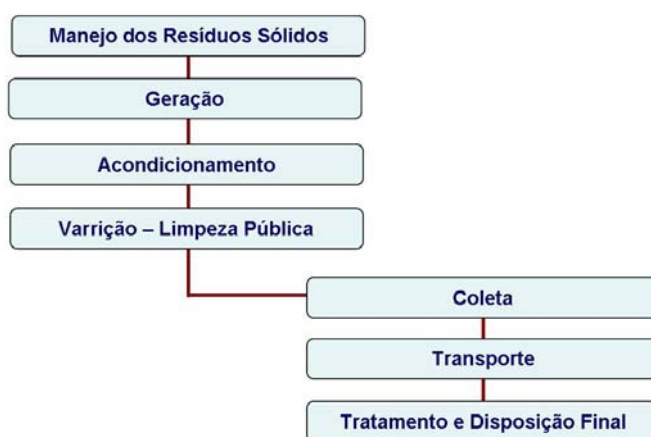 Manejo dos Resíduos Sólidos
Geração
Acondicionamento
Varrição – Limpeza Pública
Coleta
Transporte
Tratamento e Disposição Final